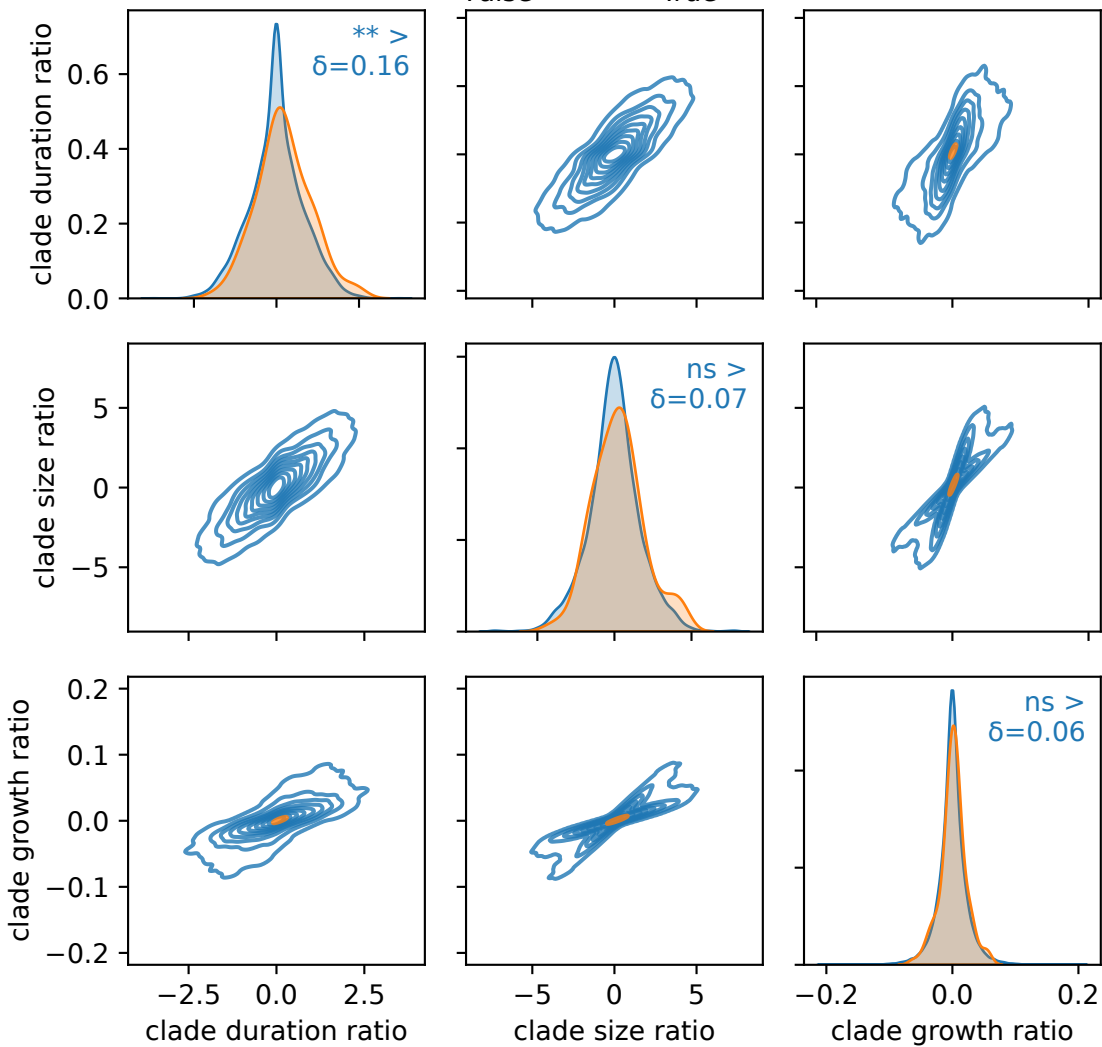 clade duration ratio
0.6
0.4
0.2
0.0
** >
δ=0.16
clade size ratio
5
0
−5
ns >
δ=0.07
clade growth ratio
0.2
0.1
0.0
−0.1
−0.2
ns >
δ=0.06
−2.5 0.0 2.5
−5 0 5
−0.2 0.0 0.2
clade duration ratio
clade size ratio
clade growth ratio